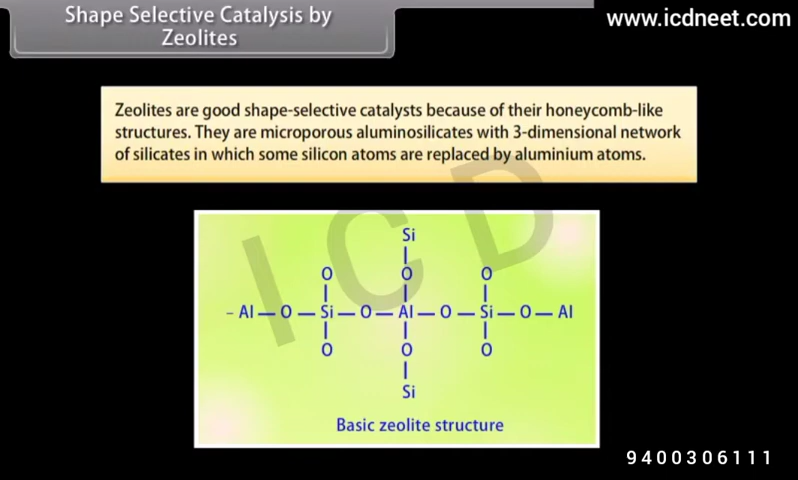 Shape Selective Catalysis by
Zeolites
www.icdneet.com
Zeolites are good shape-selective catalysts because of their honeycomb-like
structures. They are microporous aluminosilicates with 3-dimensional network
of silicates in which some silicon atoms are replaced by aluminium atoms.
ICD
Si
O O O
– Al — O — Si — O — Al — O — Si — O — Al
O O O
Si
Basic zeolite structure
9400306111